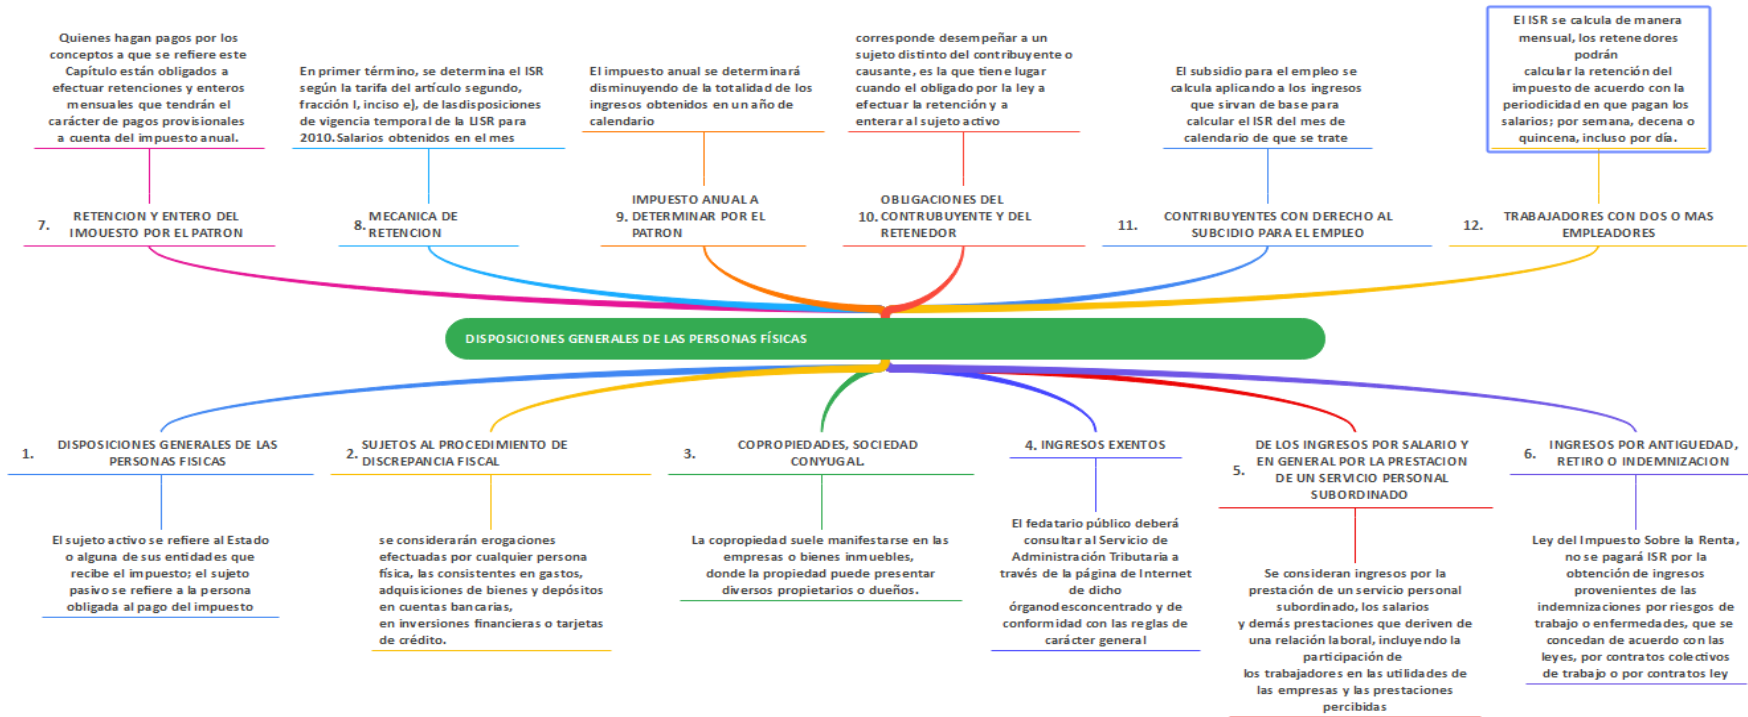 Quienes hagan pagos por los
conceptos a que se refiere este
Capítulo están obligados a
efectuar retenciones y enteros
mensuales que tendrán el
carácter de pagos provisionales
a cuenta del impuesto anual.
En primer término, se determina el ISR
según la tarifa del artículo segundo,
fracción I, inciso e), de lasdisposiciones
de vigencia temporal de la LISR para
2010.Salarios obtenidos en el mes
El impuesto anual se determinará
disminuyendo de la totalidad de los
ingresos obtenidos en un año de
calendario
corresponde desempeñar a un
sujeto distinto del contribuyente o
causante, es la que tiene lugar
cuando el obligado por la ley a
efectuar la retención y a
enterar al sujeto activo
El subsidio para el empleo se
calcula aplicando a los ingresos
que sirvan de base para
calcular el ISR del mes de
calendario de que se trate
El ISR se calcula de manera
mensual, los retenedores
podrán
calcular la retención del
impuesto de acuerdo con la
periodicidad en que pagan los
salarios; por semana, decena o
quincena, incluso por día.
7. RETENCION Y ENTERO DEL
IMOUESTO POR EL PATRON
8. MECANICA DE
RETENCION
IMPUESTO ANUAL A
9. DETERMINAR POR EL
PATRON
OBLIGACIONES DEL
10. CONTRUBUYENTE Y DEL
RETENEDOR
11. CONTRIBUYENTES CON DERECHO AL
SUBCIDIO PARA EL EMPLEO
12. TRABAJADORES CON DOS O MAS
EMPLEADORES
DISPOSICIONES GENERALES DE LAS PERSONAS FÍSICAS
1. DISPOSICIONES GENERALES DE LAS
PERSONAS FISICAS
2. SUJETOS AL PROCEDIMIENTO DE
DISCREPANCIA FISCAL
3. COPROPIEDADES, SOCIEDAD
CONYUGAL.
4. INGRESOS EXENTOS
DE LOS INGRESOS POR SALARIO Y
EN GENERAL POR LA PRESTACION
5. DE UN SERVICIO PERSONAL
SUBORDINADO
6. INGRESOS POR ANTIGUEDAD,
RETIRO O INDEMNIZACION
El sujeto activo se refiere al Estado
o alguna de sus entidades que
recibe el impuesto; el sujeto
pasivo se refiere a la persona
obligada al pago del impuesto
se considerarán erogaciones
efectuadas por cualquier persona
física, las consistentes en gastos,
adquisiciones de bienes y depósitos
en cuentas bancarias,
en inversiones financieras o tarjetas
de crédito.
La copropiedad suele manifestarse en las
empresas o bienes inmuebles,
donde la propiedad puede presentar
diversos propietarios o dueños.
El fedatario público deberá
consultar al Servicio de
Administración Tributaria a
través de la página de Internet
de dicho
órganodesconcentrado y de
conformidad con las reglas de
carácter general
Se consideran ingresos por la
prestación de un servicio personal
subordinado, los salarios
y demás prestaciones que deriven de
una relación laboral, incluyendo la
participación de
los trabajadores en las utilidades de
las empresas y las prestaciones
percibidas
Ley del Impuesto Sobre la Renta,
no se pagará ISR por la
obtención de ingresos
provenientes de las
indemnizaciones por riesgos de
trabajo o enfermedades, que se
concedan de acuerdo con las
leyes, por contratos colectivos
de trabajo o por contratos ley